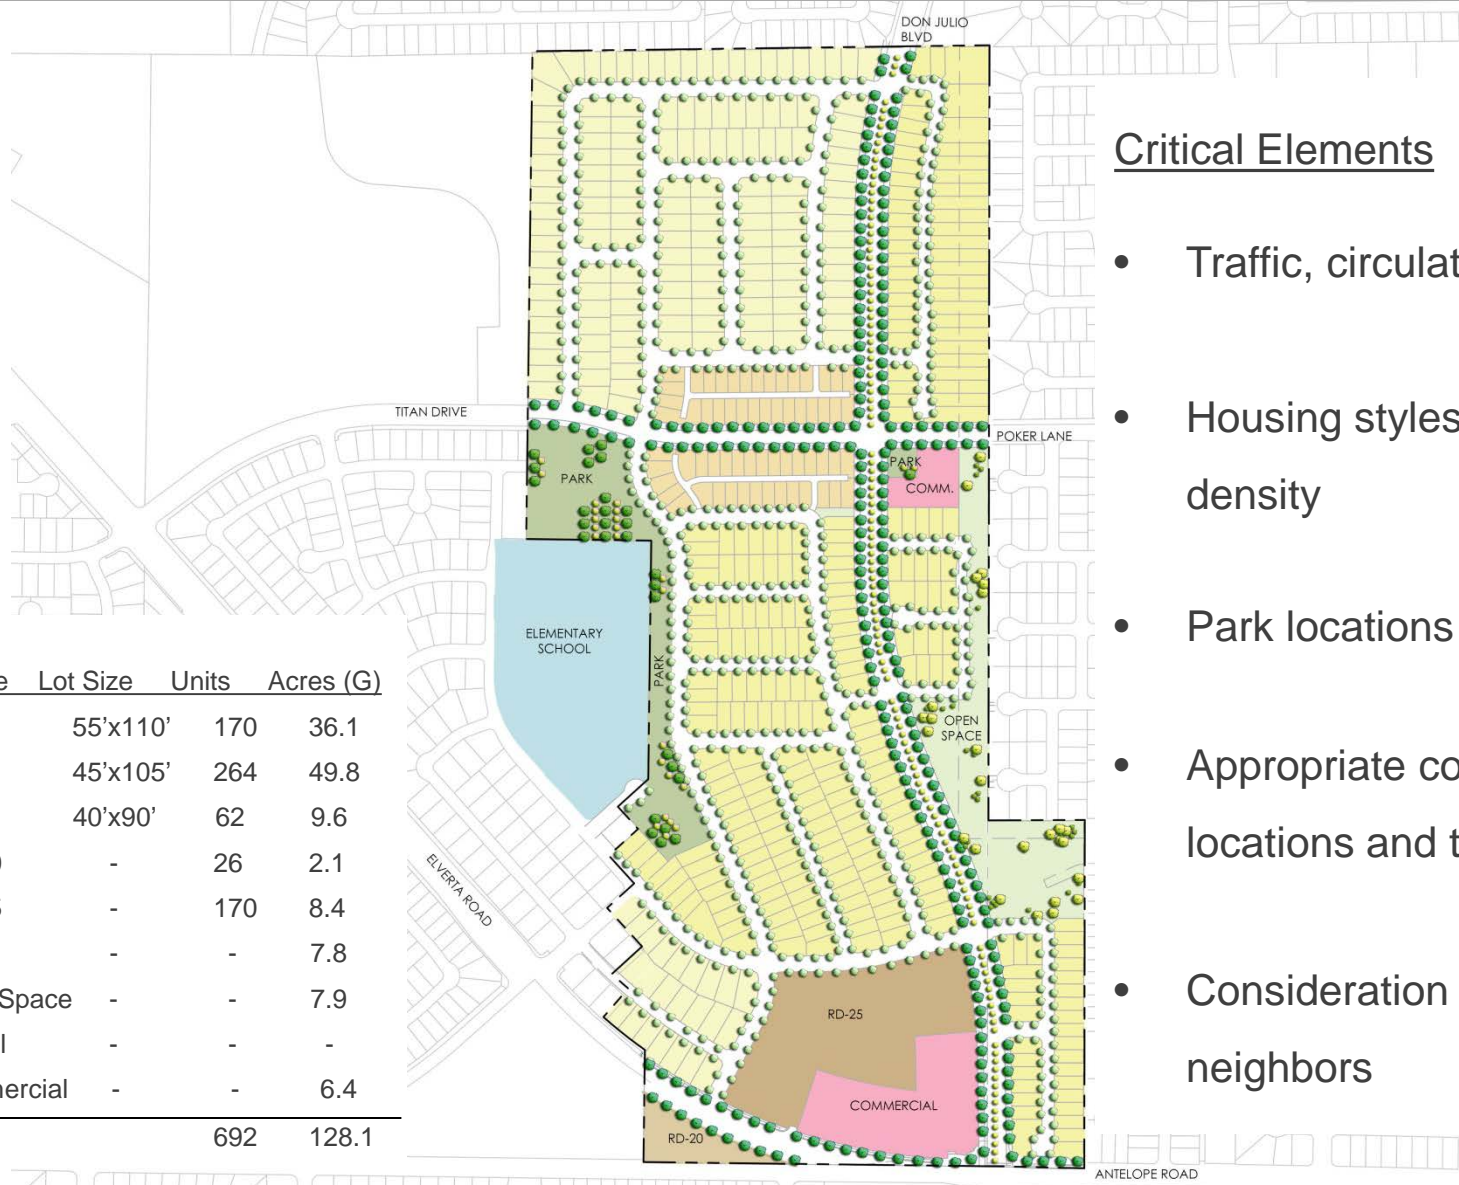 DON JULIO
BLVD
Critical Elements
• Traffic, circulat
• Housing styles
density
• Park locations
• Appropriate co
locations and t
• Consideration
neighbors
TITAN DRIVE
POKER LANE
PARK
PARK
COMM.
ELEMENTARY
SCHOOL
PARK
OPEN
SPACE
ELVERTA ROAD
RD-25
COMMERCIAL
RD-20
ANTELOPE ROAD
e Lot Size Units Acres (G)
55’x110’ 170 36.1
45’x105’ 264 49.8
40’x90’ 62 9.6
- 26 2.1
- 170 8.4
- - 7.8
Space - - 7.9
l - - -
ercial - - 6.4
692 128.1